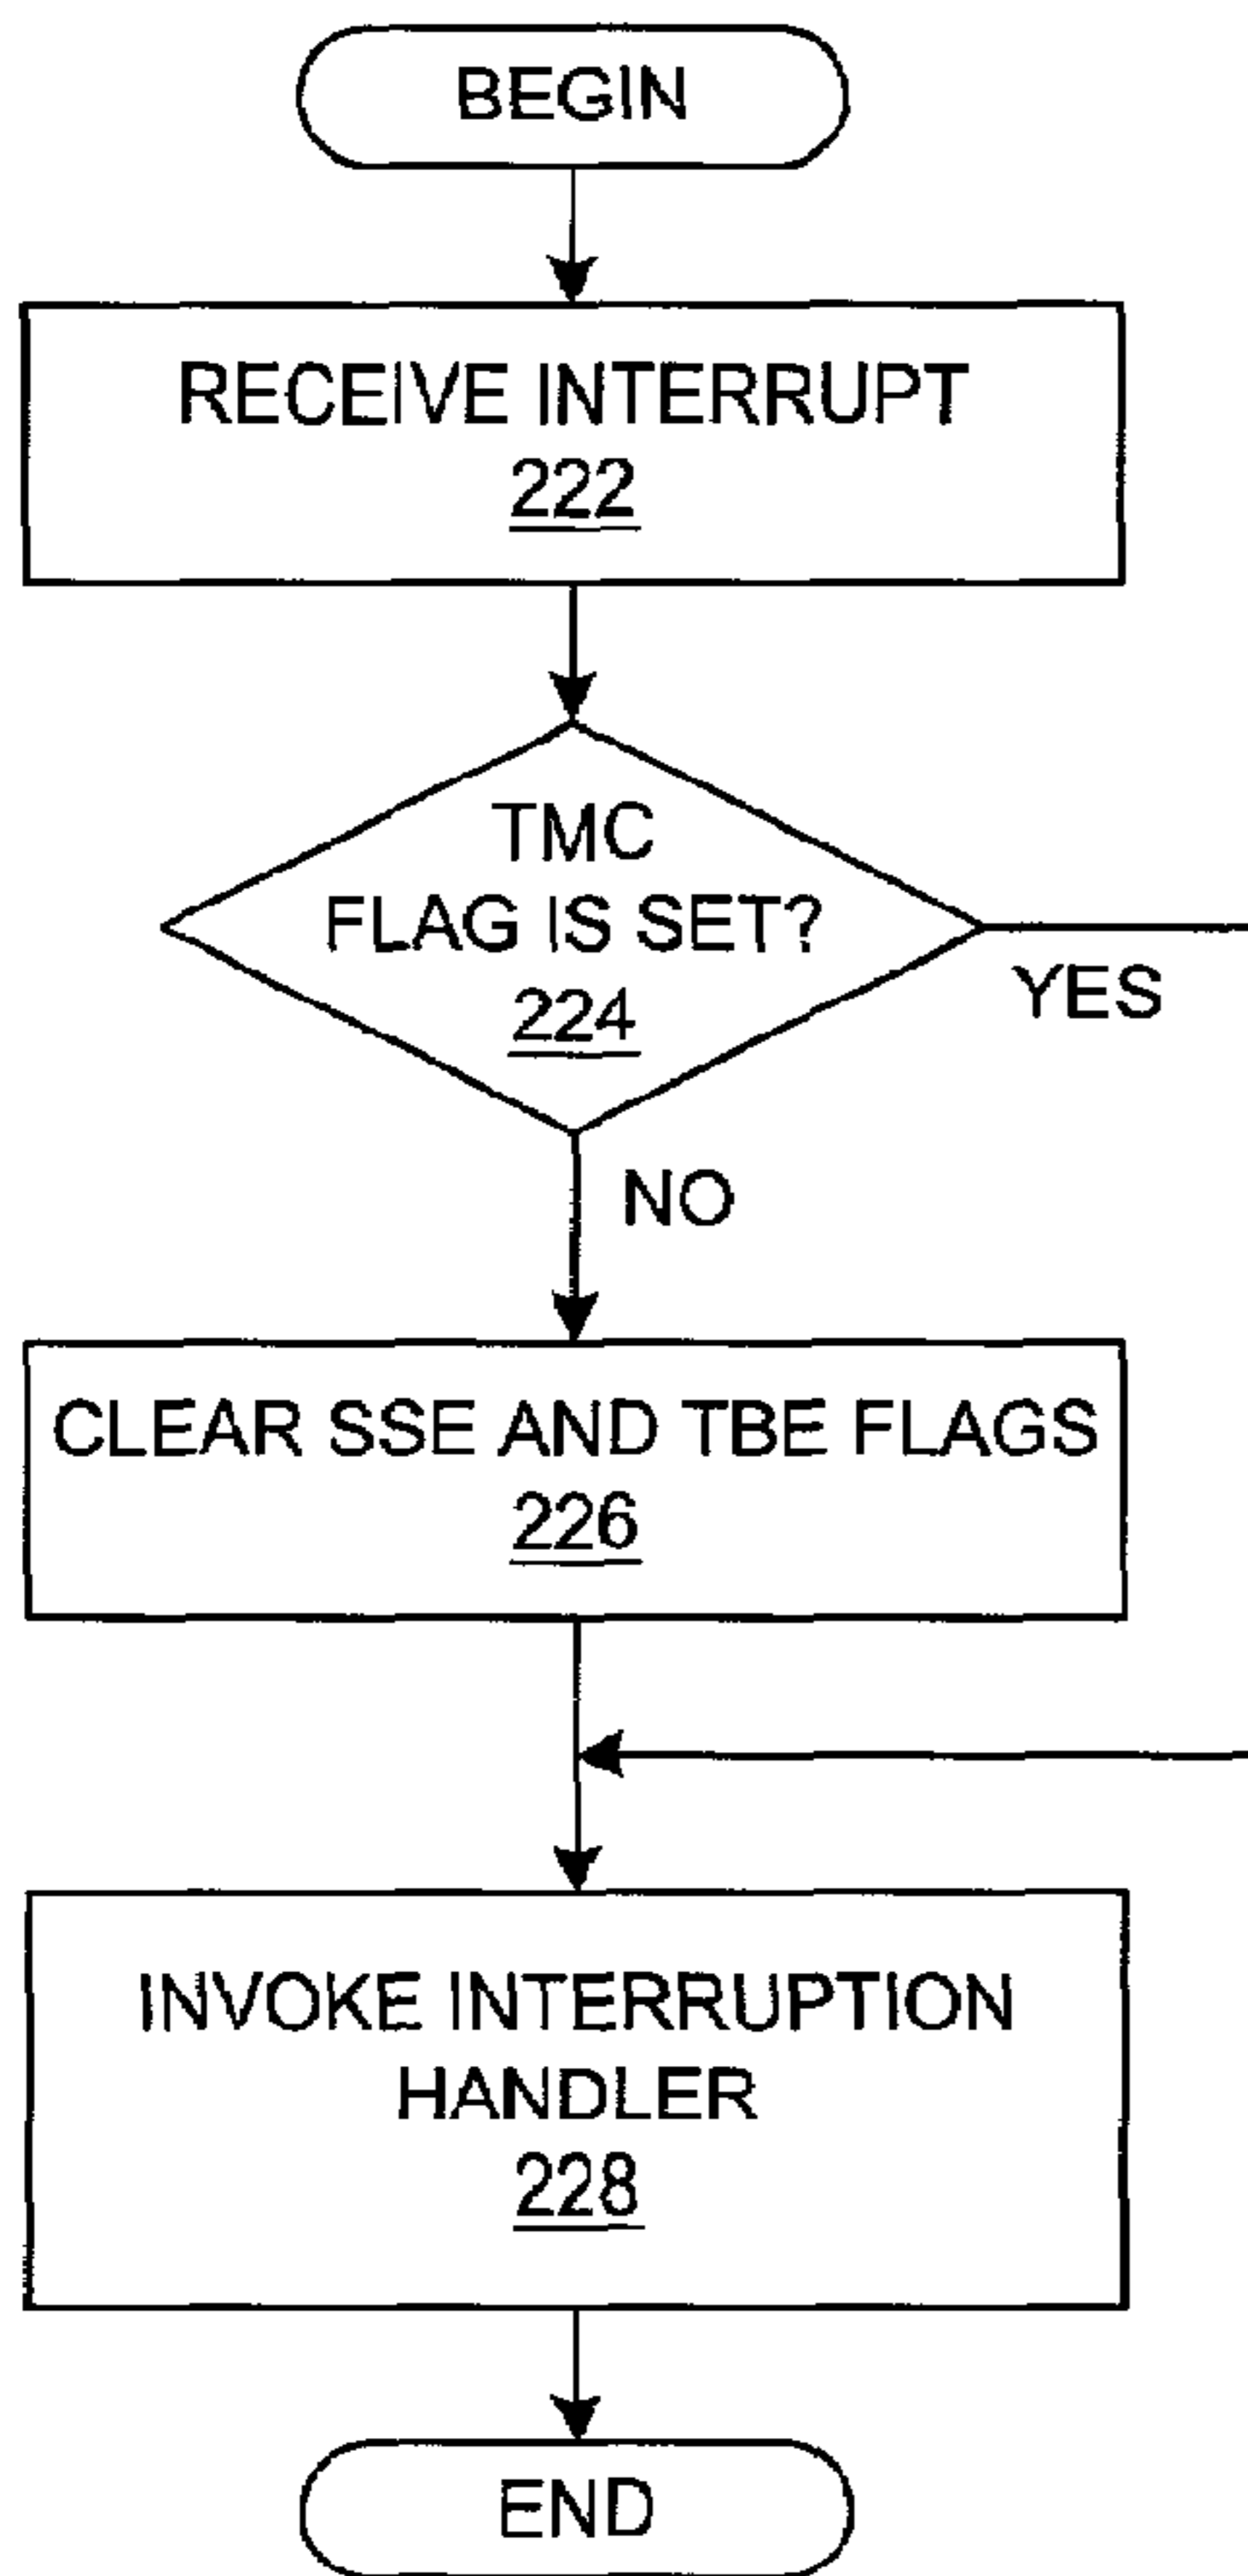 BEGIN
RECEIVE INTERRUPT
222
TMC
FLAG IS SET?
224
YES
NO
CLEAR SSE AND TBE FLAGS
226
INVOKE INTERRUPTION
HANDLER
228
END